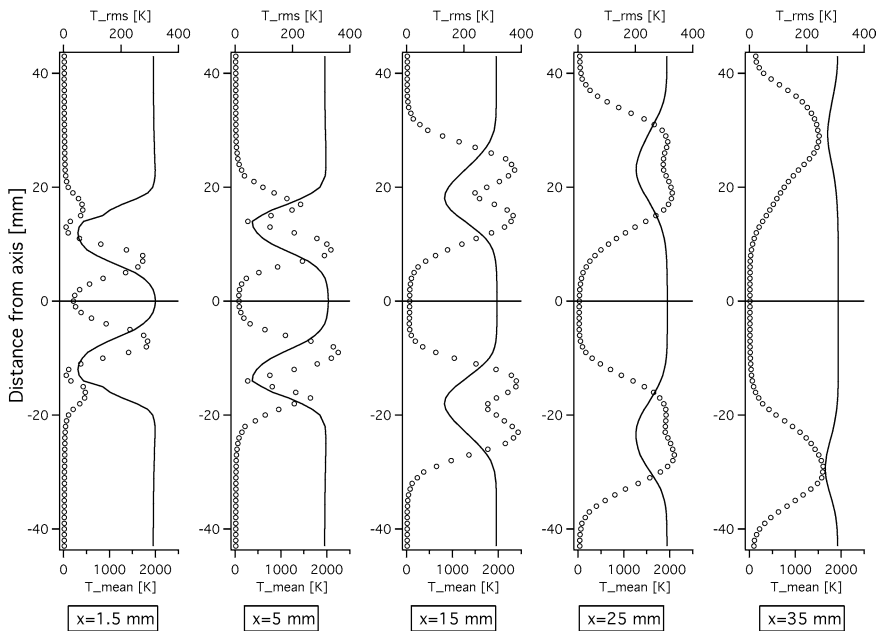 T_rms [K] T_rms [K] T_rms [K] T_rms [K] T_rms [K]
0 200 400 0 200 400 0 200 400 0 200 400 0 200 400
40 40 40 40 40
20 20 20 20 20
Distance from axis [mm]
0 0 0 0 0
-20 -20 -20 -20 -20
-40 -40 -40 -40 -40
0 1000 2000 0 1000 2000 0 1000 2000 0 1000 2000 0 1000 2000
T_mean [K] T_mean [K] T_mean [K] T_mean [K] T_mean [K]
x=1.5 mm x=5 mm x=15 mm x=25 mm x=35 mm